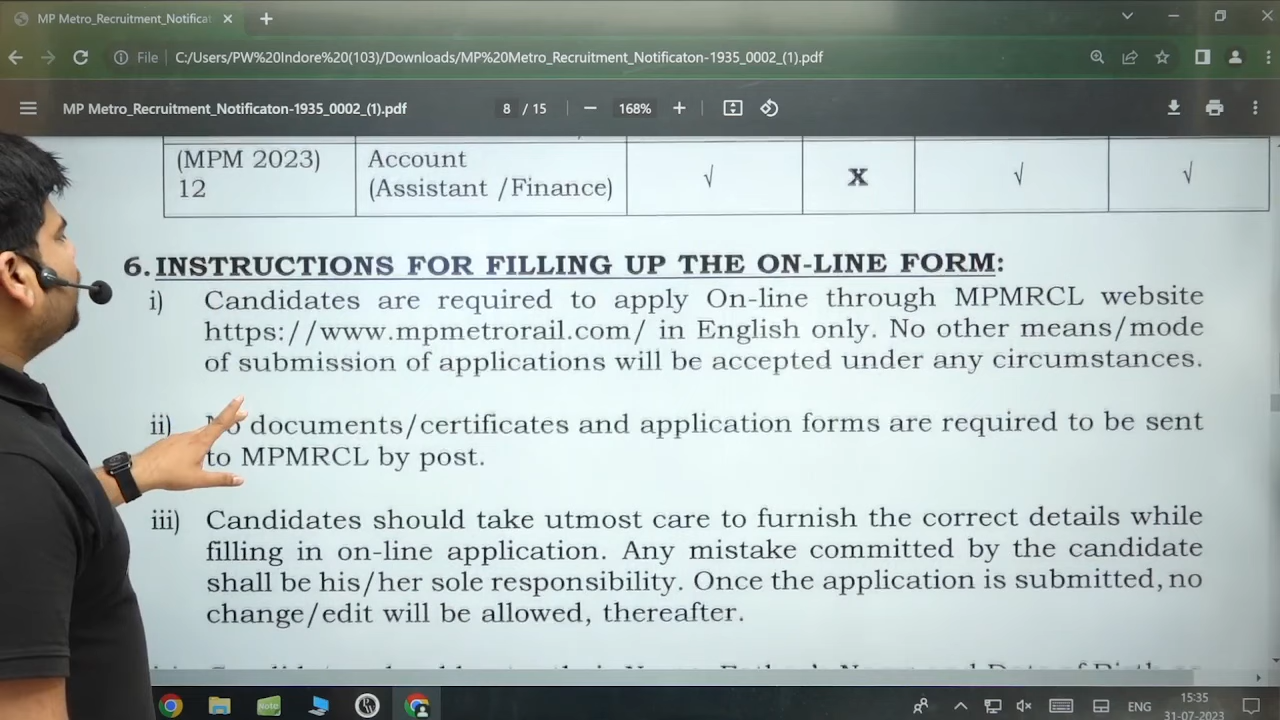 MP Metro_Recruitment_Notificat
File C:/Users/PW%20Indore%20(103)/Downloads/MP%20Metro_Recruitment_Notificaton-1935_0002_(1).pdf
MP Metro_Recruitment_Notificaton-1935_0002_(1).pdf 8 / 15 168%
(MPM 2023) Account
12 (Assistant /Finance) √ X √ √
6. INSTRUCTIONS FOR FILLING UP THE ON-LINE FORM:
i) Candidates are required to apply On-line through MPMRCL website
https://www.mpmetrorail.com/ in English only. No other means/mode
of submission of applications will be accepted under any circumstances.
ii) No documents/certificates and application forms are required to be sent
to MPMRCL by post.
iii) Candidates should take utmost care to furnish the correct details while
filling in on-line application. Any mistake committed by the candidate
shall be his/her sole responsibility. Once the application is submitted, no
change/edit will be allowed, thereafter.
Note ENG 15:35
31-07-2023